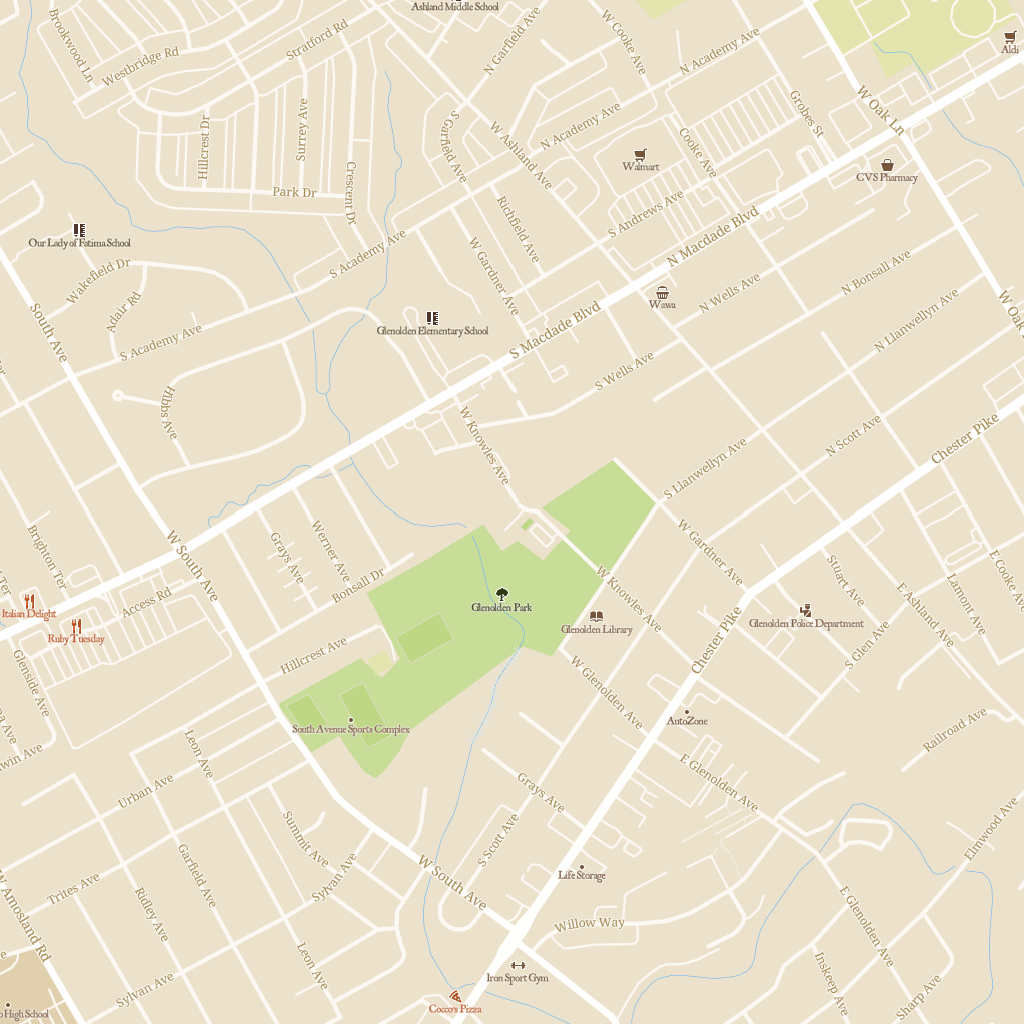 Ashland Middle School
Brookwood Ln
Westbridge Rd
Stratford Rd
N Garfield Ave
W Cooke Ave
N Academy Ave
Aldi
Hillcrest Dr
Surrey Ave
Crescent Dr
Park Dr
S Garfield Ave
W Ashland Ave
N Academy Ave
Grobes St
W Oak Ln
Cooke Ave
Walmart
CVS Pharmacy
Our Lady of Fatima School
Wakefield Dr
Adair Rd
S Academy Ave
Richfield Ave
W Gardner Ave
S Andrews Ave
N Macdade Blvd
Wawa
N Wells Ave
N Bonsall Ave
W Oak
South Ave
S Academy Ave
Glenolden Elementary School
S Macdade Blvd
N Llanwellyn Ave
S Wells Ave
Hibbs Ave
W Knowles Ave
N Scott Ave
Chester Pike
S Llanwellyn Ave
Brighton Ter
Ter
W South Ave
Grays Ave
Werner Ave
Bonsall Dr
W Gardner Ave
Stuart Ave
E Ashland Ave
Lamont Ave
E Cooke Ave
Italian Delight
Access Rd
Ruby Tuesday
Glenolden Park
W Knowles Ave
Glenolden Library
Glenolden Police Department
Chester Pike
S Glen Ave
Hillcrest Ave
Glenside Ave
W Glenolden Ave
South Avenue Sports Complex
AutoZone
Railroad Ave
a Ave
win Ave
Leon Ave
Urban Ave
E Glenolden Ave
Grays Ave
Summit Ave
S Scott Ave
Elmwood Ave
Trites Ave
Garfield Ave
Sylvan Ave
W South Ave
Life Storage
W Amosland Rd
Ridley Ave
Willow Way
E Glenolden Ave
Leon Ave
Iron Sport Gym
Inskeep Ave
Sharp Ave
Sylvan Ave
Cocco's Pizza
High School